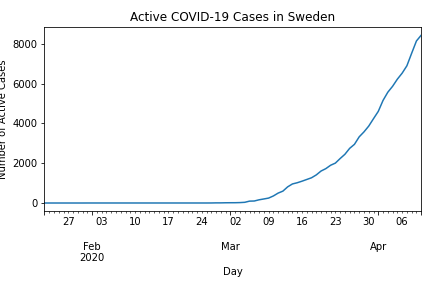 Active COVID-19 Cases in Sweden
8000
6000
4000
2000
0
Number of Active Cases
27 03 10 17 24 02 09 16 23 30 06
Feb Mar Apr
2020
Day